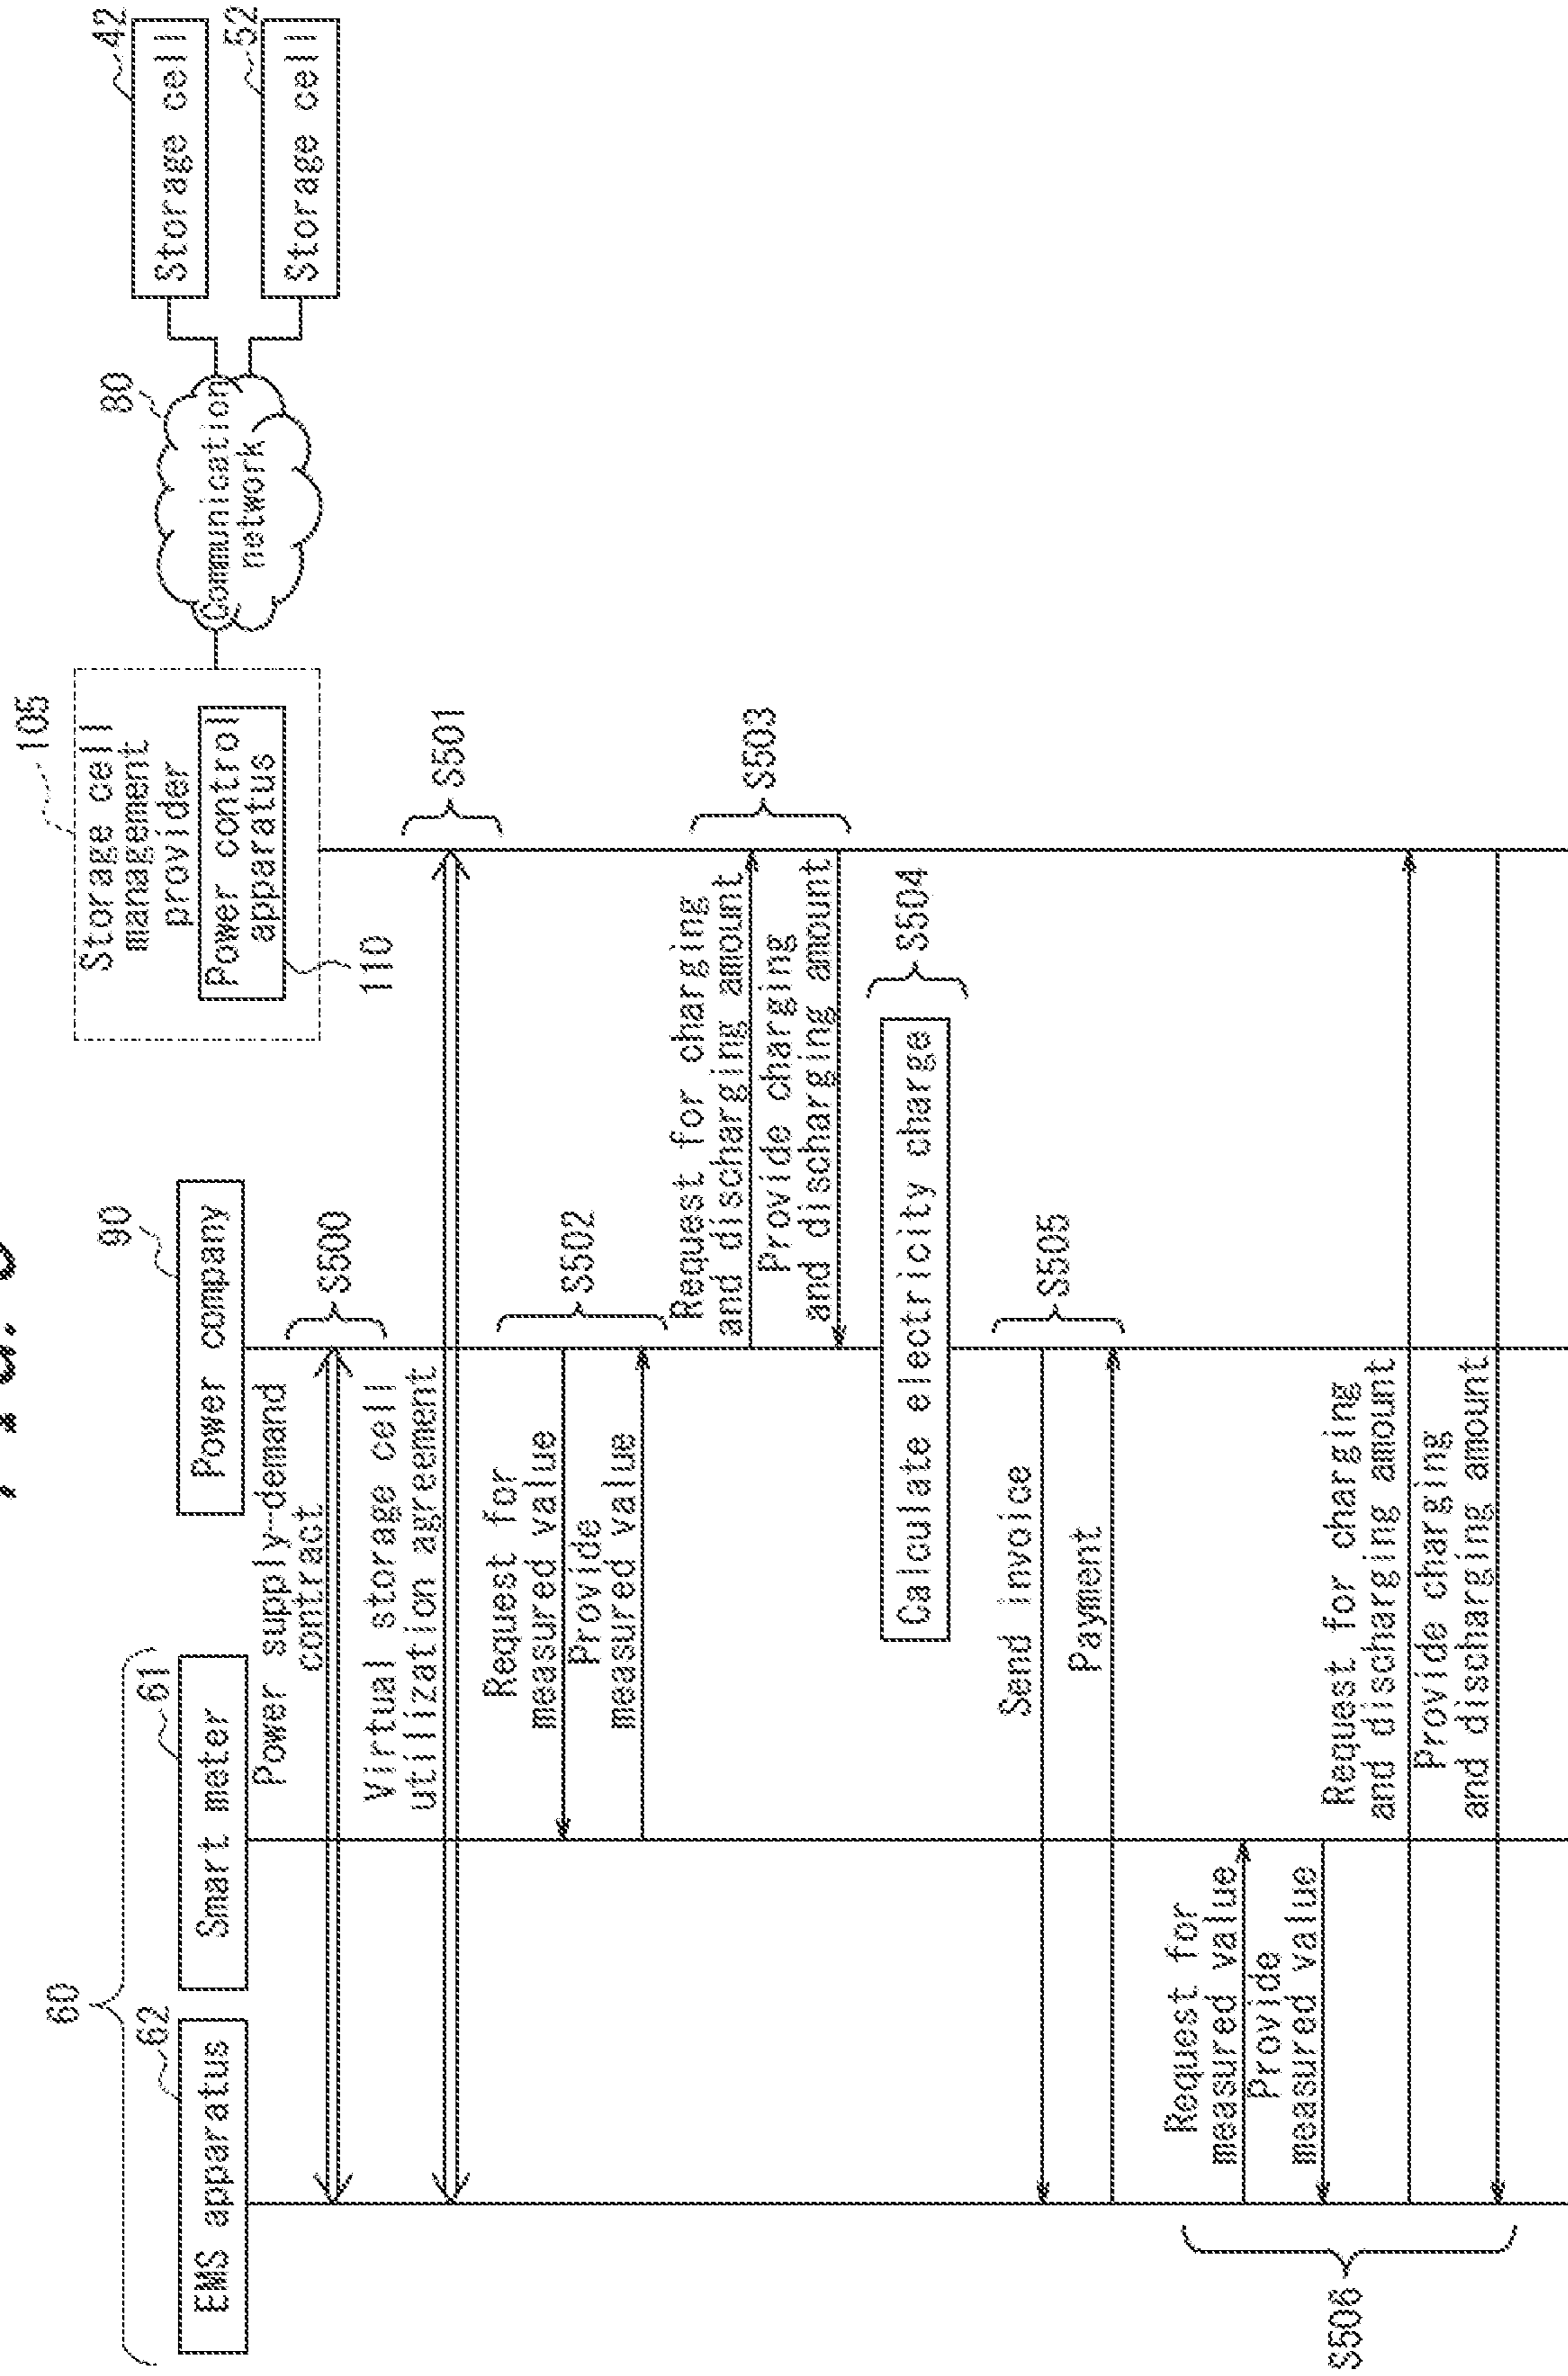 60
62
EMS apparatus
61
Smart meter
90
Power company
105
Storage cell
management
provider
Power control
apparatus
110
80
Communication
network
42
Storage cell
52
Storage cell
Power supply-demand
contract
S500
Virtual storage cell
utilization agreement
S501
Request for
measured value
Provide
measured value
S502
Request for charging
and discharging amount
Provide charging
and discharging amount
S503
Calculate electricity charge
S504
Send invoice
Payment
S505
Request for
measured value
Provide
measured value
Request for charging
and discharging amount
Provide charging
and discharging amount
S506